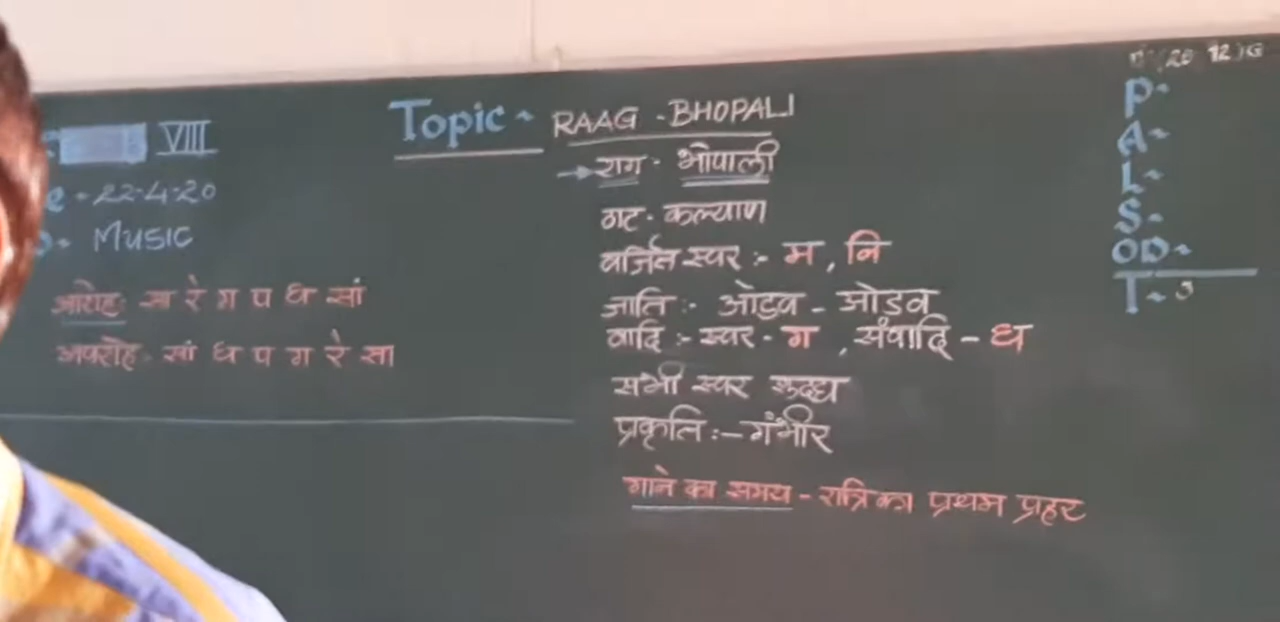 VIII
e - 22-4-20
Music
आरोह: सा रे ग प ध सां
अवरोह - सां ध प ग रे सा
Topic - RAAG - BHOPALI
→ राग - भोपाली
गट - कल्याण
वर्जित स्वर :- म , नि
जाति :- ओडव - ओडव
वादि :- स्वर - ग , संवादि - ध
सभी स्वर शुद्ध
प्रकृति :- गंभीर
गाने का समय - रात्रि का प्रथम प्रहर
P-
A-
L-
S-
OD-
T-